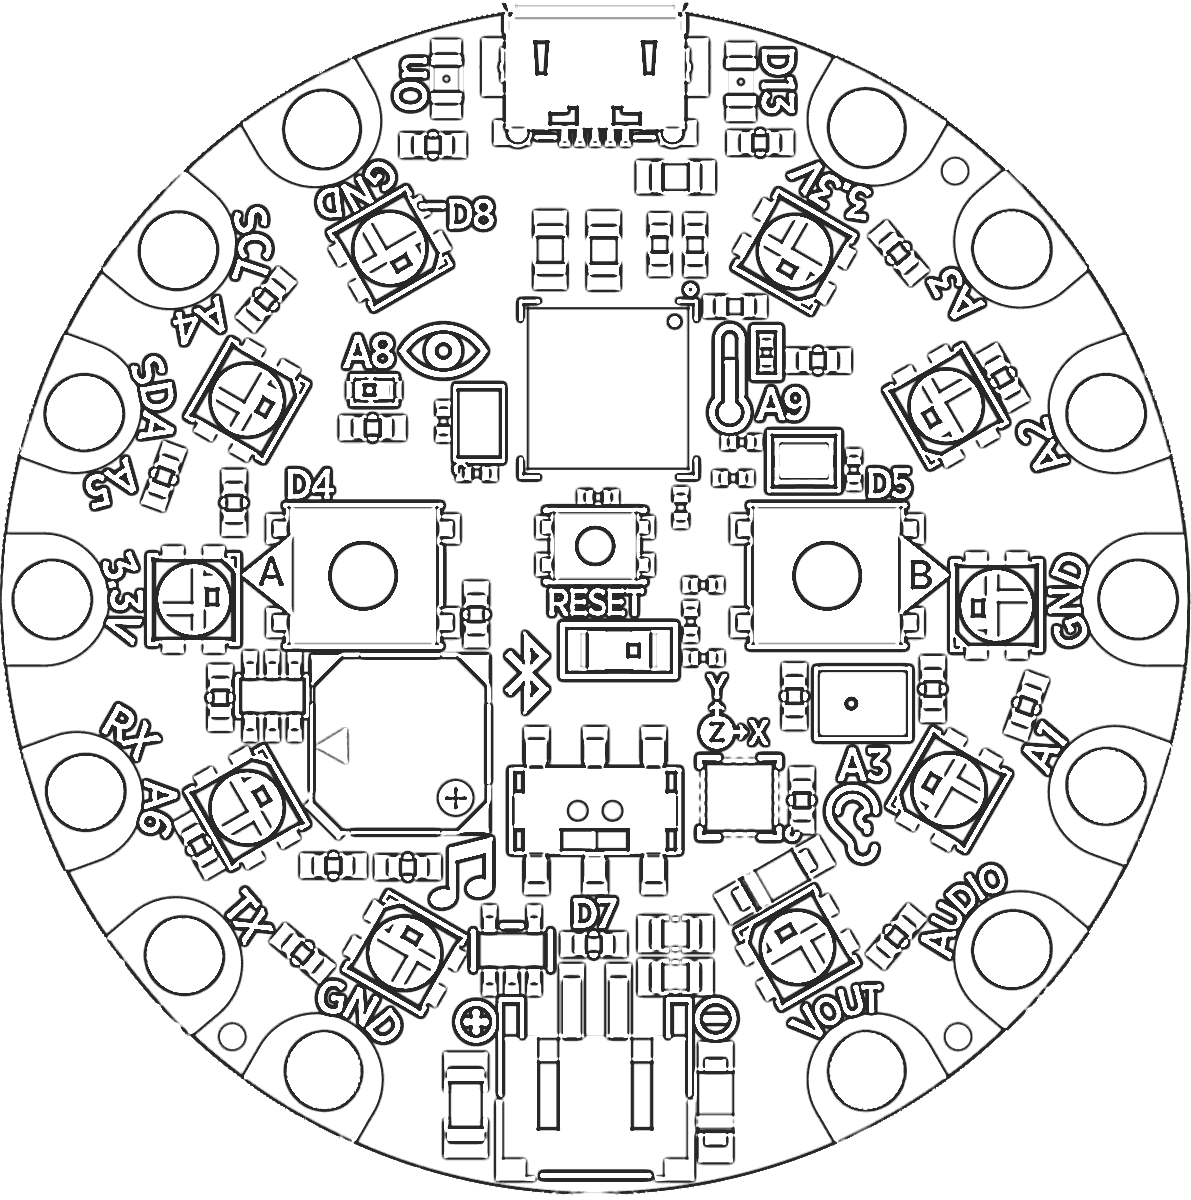 on
D13
GND
D8
3.3V
SCL
A4
A3
A8
A9
SDA
A5
A2
D4
D5
A
B
3.3V
GND
RESET
Y
Z
X
RX
A6
A1
A3
TX
D7
AUDIO
GND
VOUT